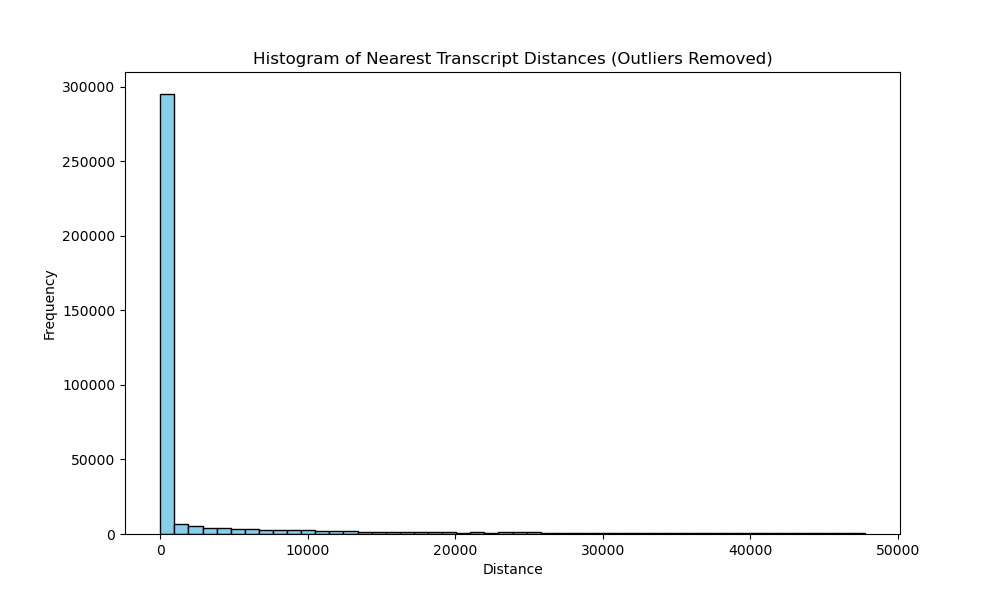 Histogram of Nearest Transcript Distances (Outliers Removed)
300000
250000
200000
150000
100000
50000
0
Frequency
0 10000 20000 30000 40000 50000
Distance